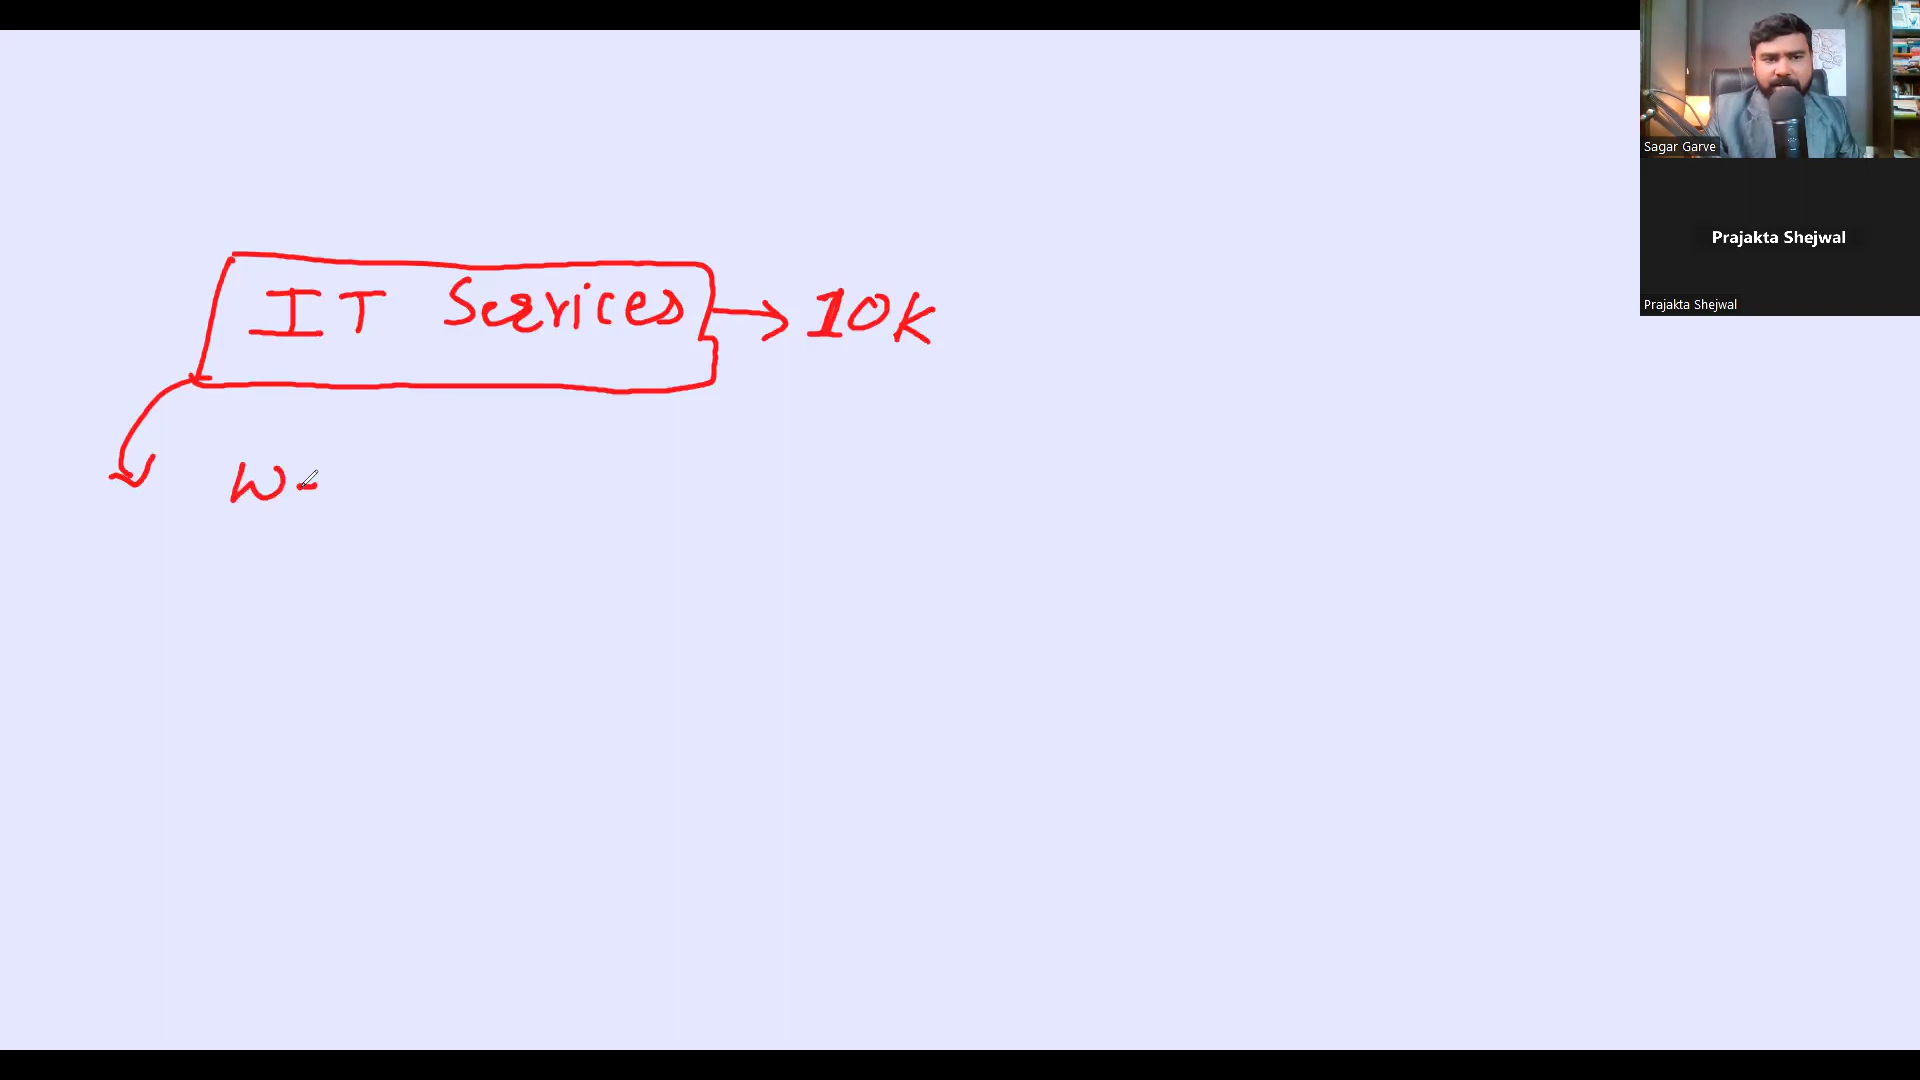 Sagar Garve
Prajakta Shejwal
Prajakta Shejwal
IT Services → 10K
W-